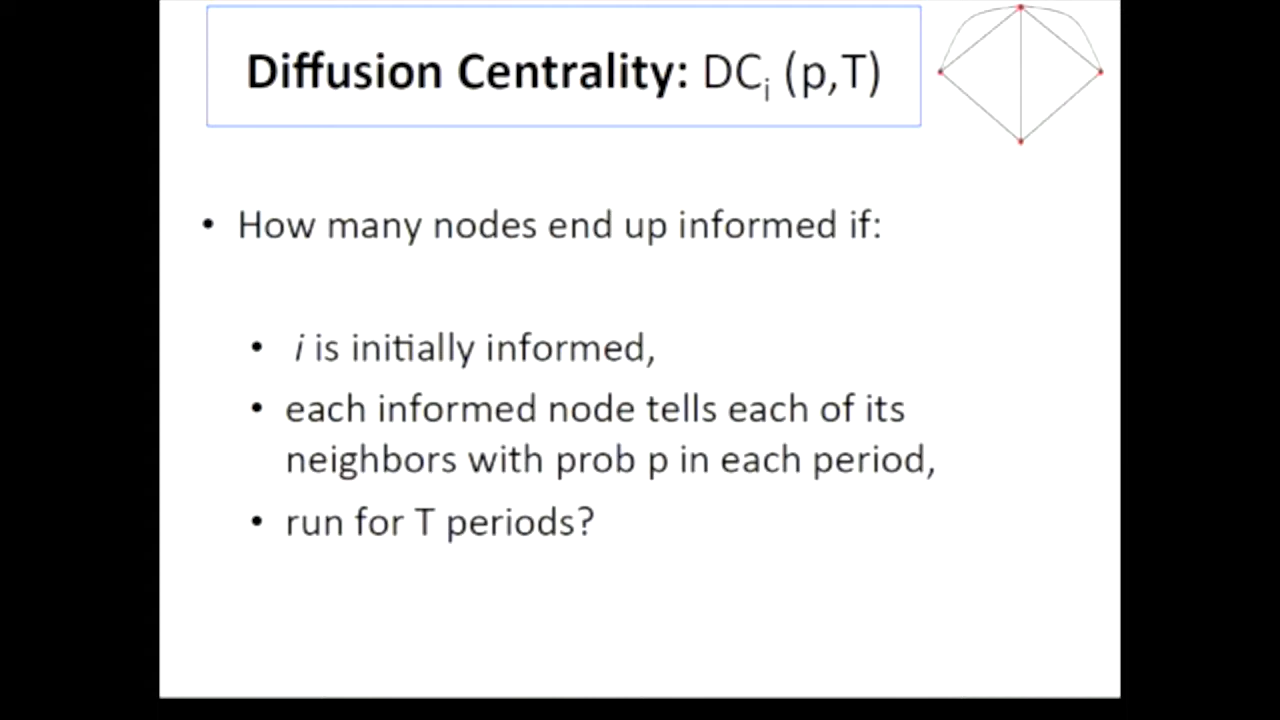 Diffusion Centrality: DCi (p,T)
• How many nodes end up informed if:
• i is initially informed,
• each informed node tells each of its
neighbors with prob p in each period,
• run for T periods?